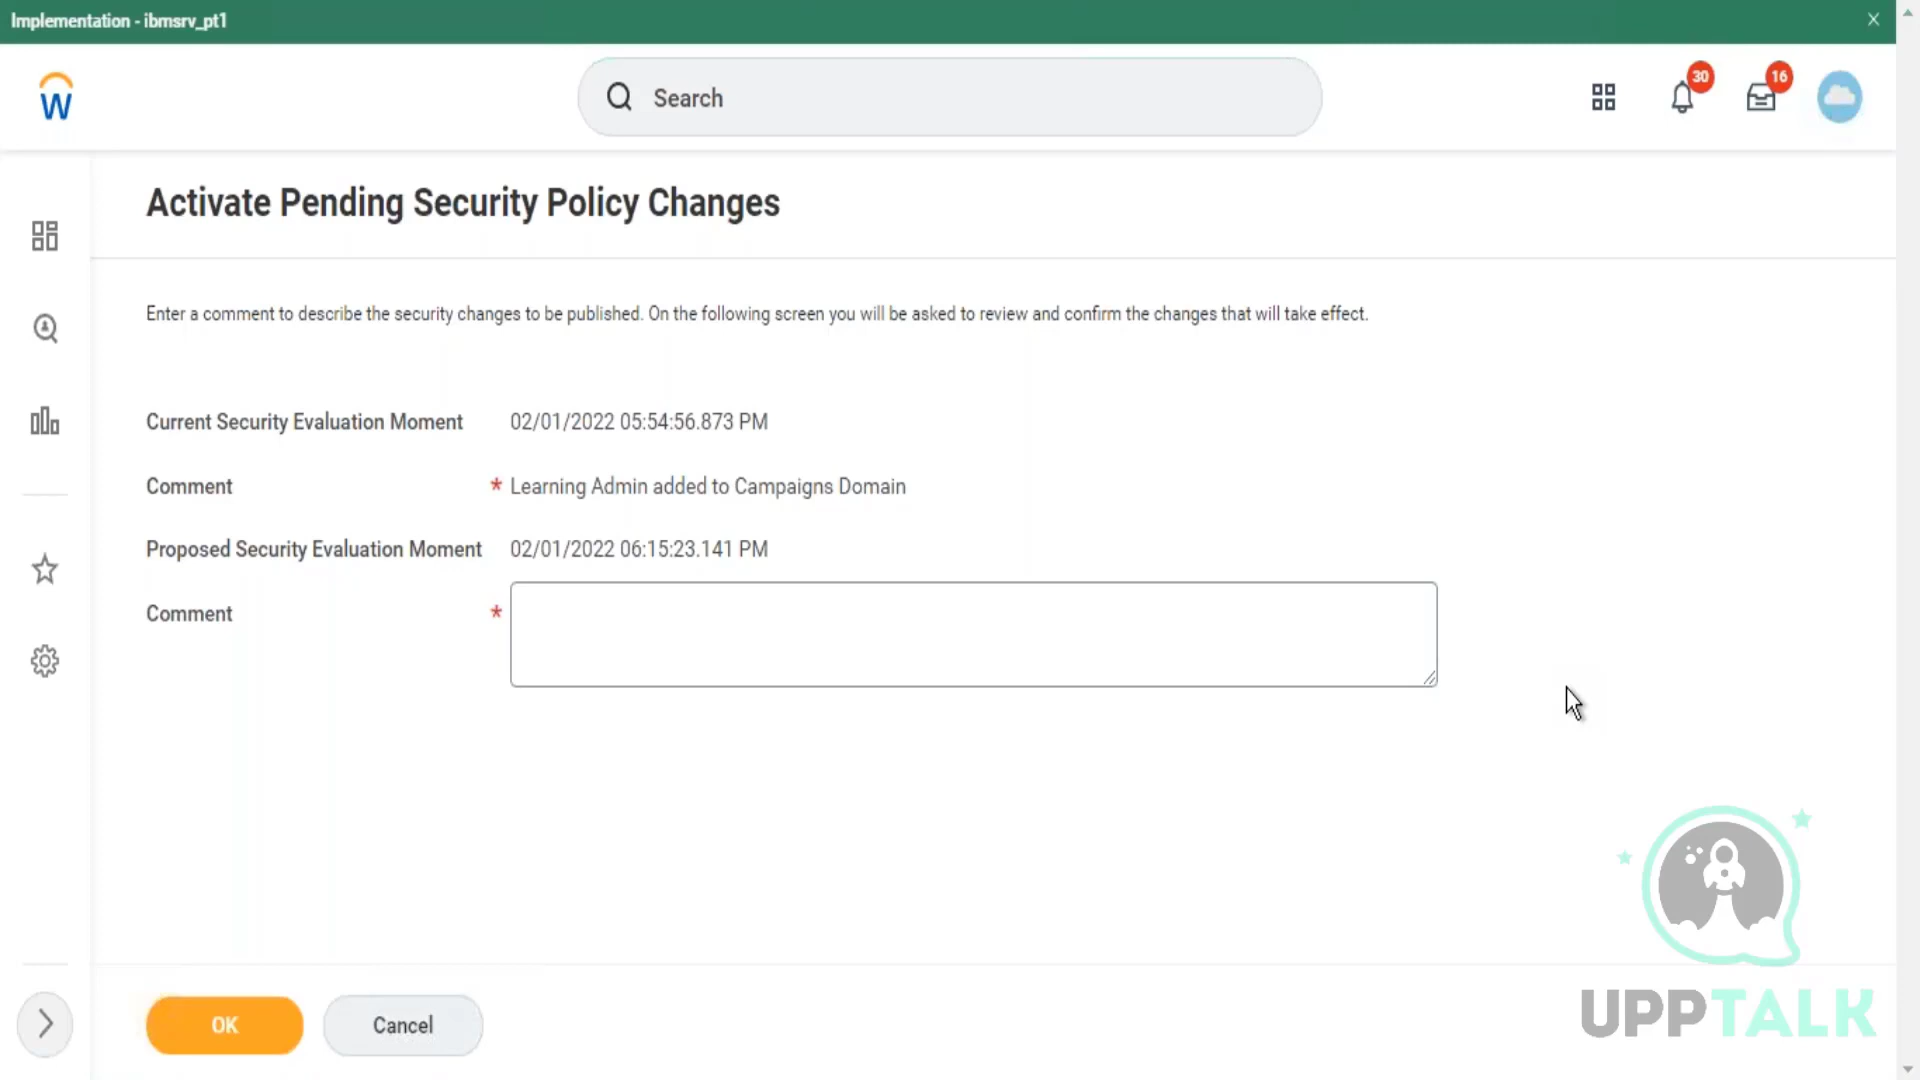 Implementation - ibmsrv_pt1
W
Search
30
16
Activate Pending Security Policy Changes
Enter a comment to describe the security changes to be published. On the following screen you will be asked to review and confirm the changes that will take effect.
Current Security Evaluation Moment 02/01/2022 05:54:56.873 PM
Comment * Learning Admin added to Campaigns Domain
Proposed Security Evaluation Moment 02/01/2022 06:15:23.141 PM
Comment *
OK
Cancel
UPPTALK